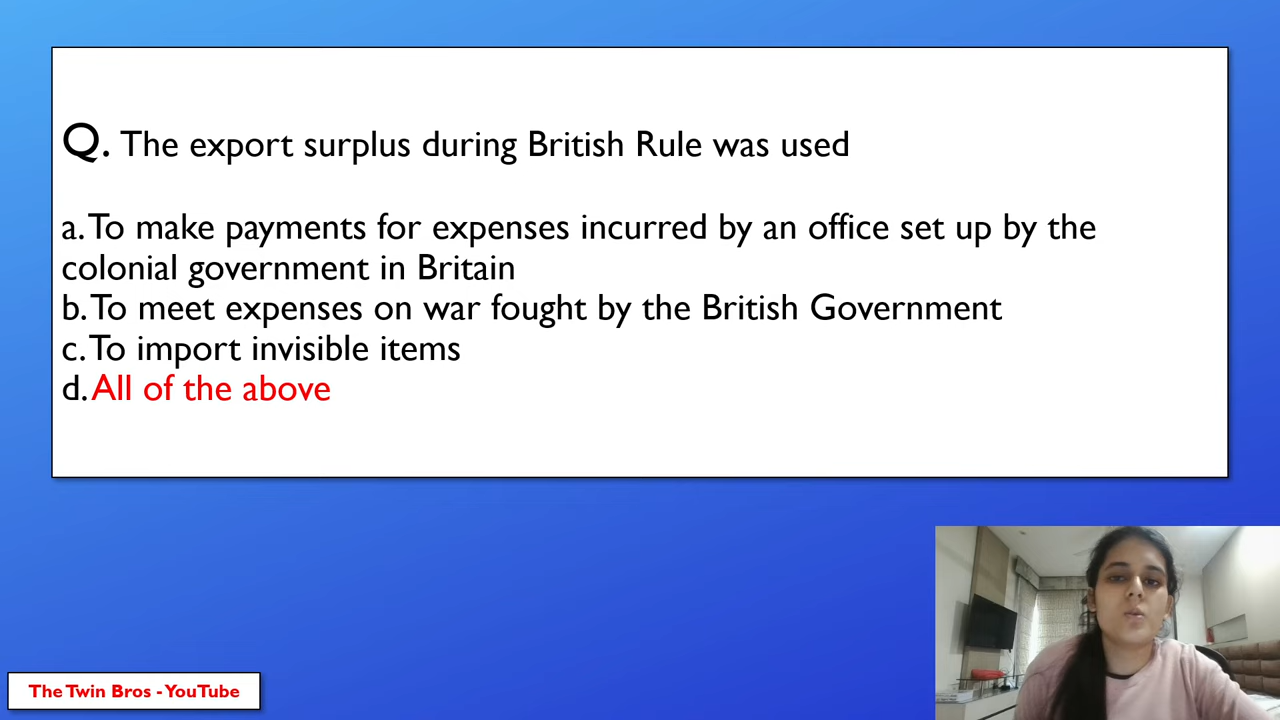 Q. The export surplus during British Rule was used
a. To make payments for expenses incurred by an office set up by the
colonial government in Britain
b. To meet expenses on war fought by the British Government
c. To import invisible items
d. All of the above
The Twin Bros - YouTube